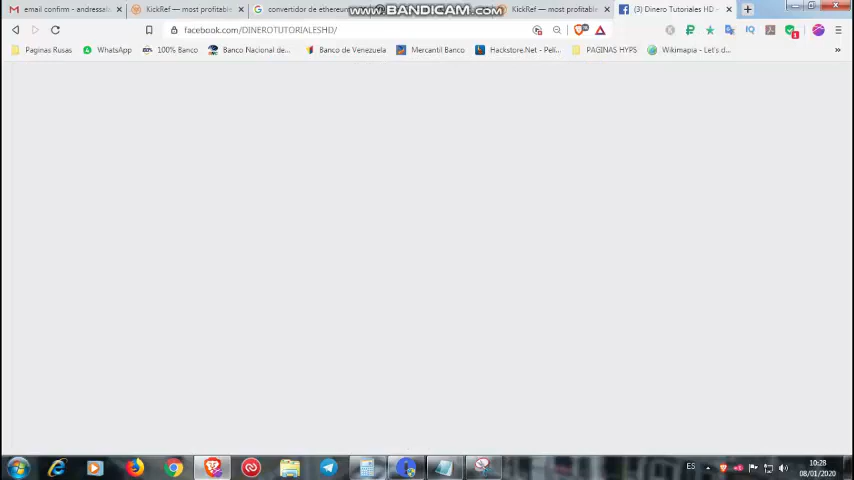 email confirm - andressal
KickRef — most profitable
convertidor de ethereum
www.BANDICAM.com
KickRef — most profitable
(3) Dinero Tutoriales HD -
facebook.com/DINEROTUTORIALESHD/
Paginas Rusas
WhatsApp
100% Banco
Banco Nacional de...
Banco de Venezuela
Mercantil Banco
Hackstore.Net - Pelí...
PAGINAS HYPS
Wikimapia - Let's d...
ES
10:28
08/01/2020